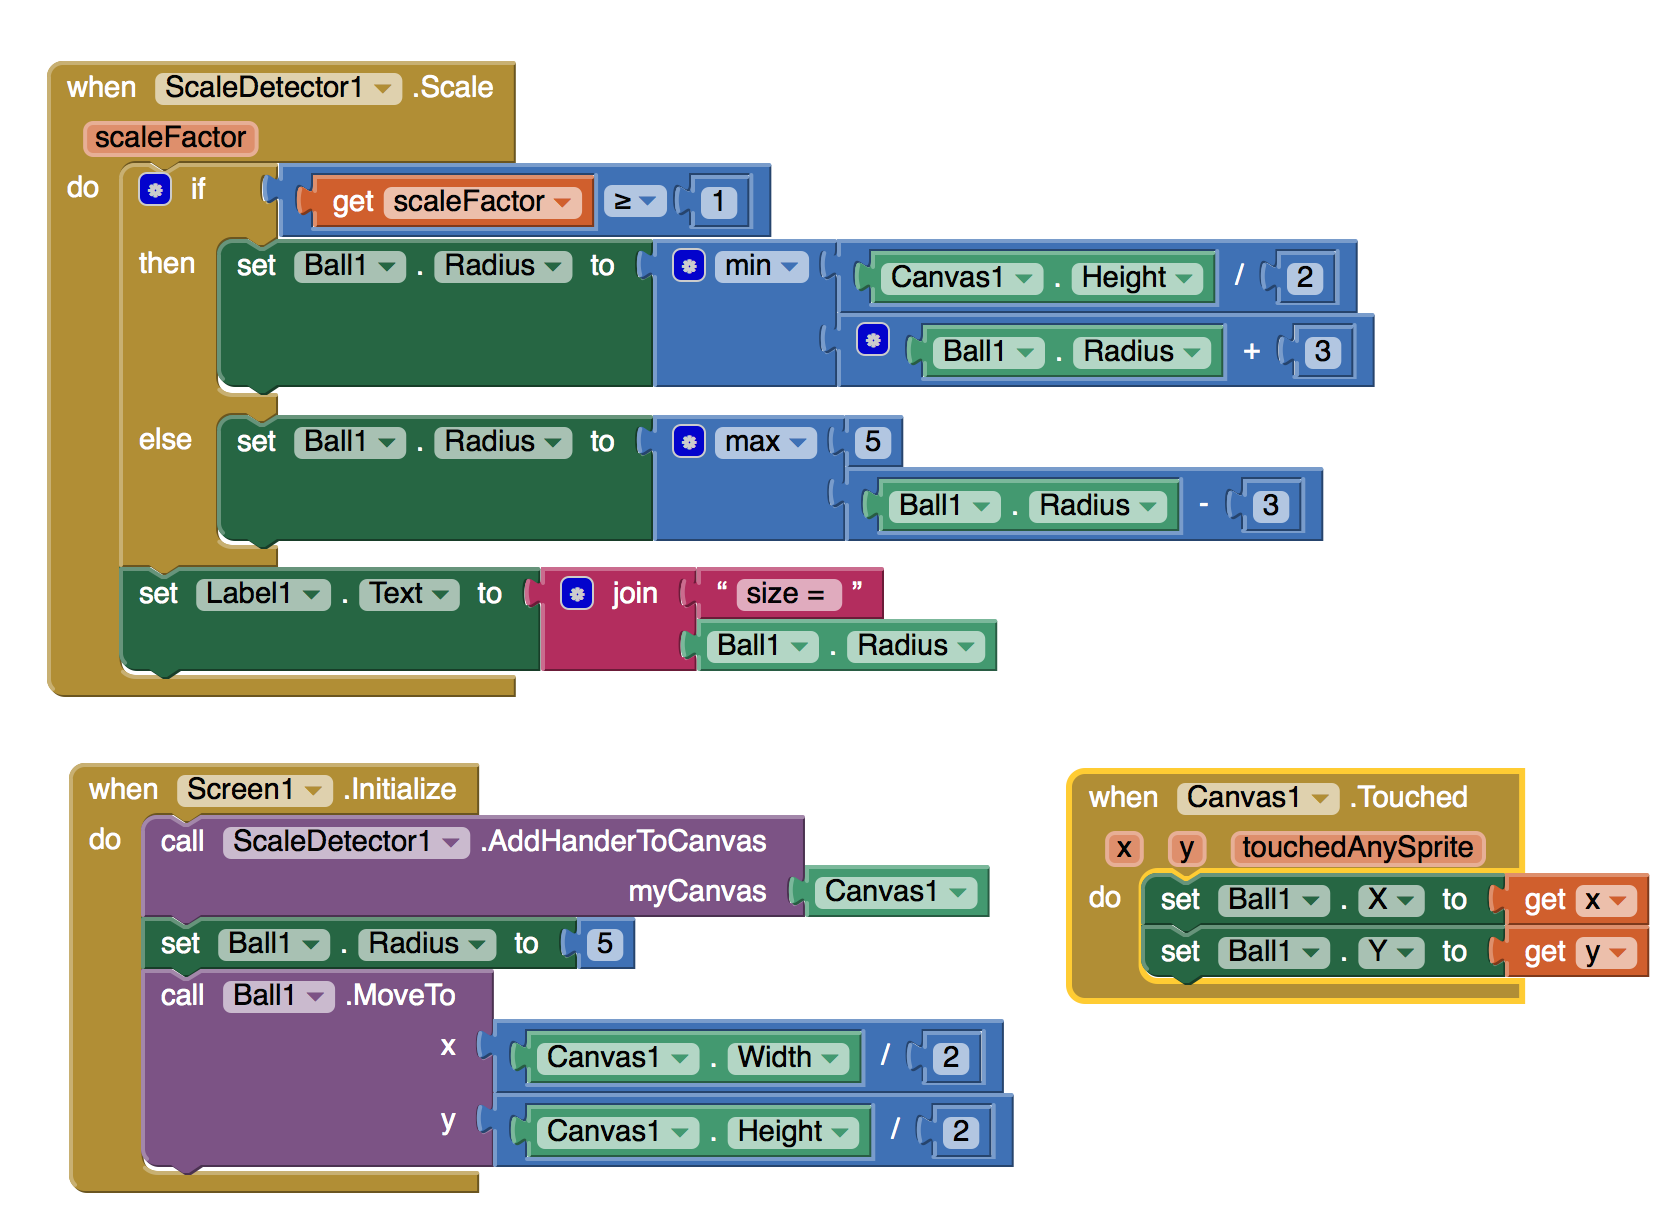 when ScaleDetector1 .Scale
scaleFactor
do if get scaleFactor ≥ 1
then set Ball1 . Radius to min Canvas1 . Height / 2
Ball1 . Radius + 3
else set Ball1 . Radius to max 5
Ball1 . Radius - 3
set Label1 . Text to join “ size = ”
Ball1 . Radius
when Screen1 .Initialize
do call ScaleDetector1 .AddHanderToCanvas
myCanvas Canvas1
set Ball1 . Radius to 5
call Ball1 .MoveTo
x Canvas1 . Width / 2
y Canvas1 . Height / 2
when Canvas1 .Touched
x y touchedAnySprite
do set Ball1 . X to get x
set Ball1 . Y to get y